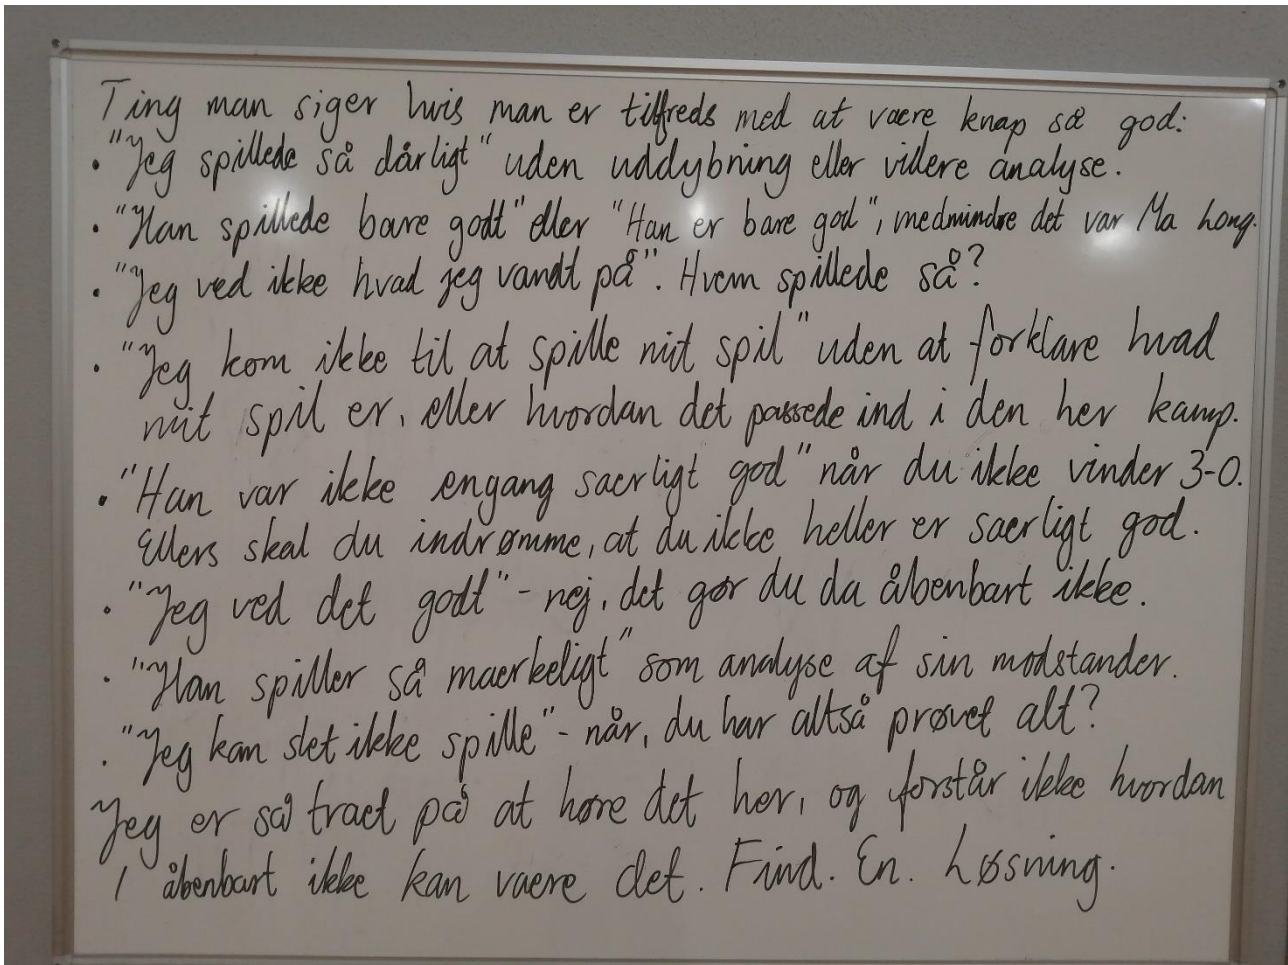 Ting man siger hvis man er tilfreds med at være knap så god:
• "Jeg spillede så dårligt" uden uddybning eller videre analyse.
• "Han spillede bare godt" eller "Han er bare god", medmindre det var Ma Long.
• "Jeg ved ikke hvad jeg vandt på". Hvem spillede så?
• "Jeg kom ikke til at spille mit spil" uden at forklare hvad
mit spil er, eller hvordan det passede ind i den her kamp.
• "Han var ikke engang særligt god" når du ikke vinder 3-0.
Ellers skal du indrømme, at du ikke heller er særligt god.
• "Jeg ved det godt" - nej, det gør du da åbenbart ikke.
• "Han spiller så mærkeligt" som analyse af sin modstander.
• "Jeg kan slet ikke spille" - når, du har altså prøvet alt?
Jeg er så træt på at høre det her, og forstår ikke hvordan
I åbenbart ikke kan være det. Find. En. Løsning.